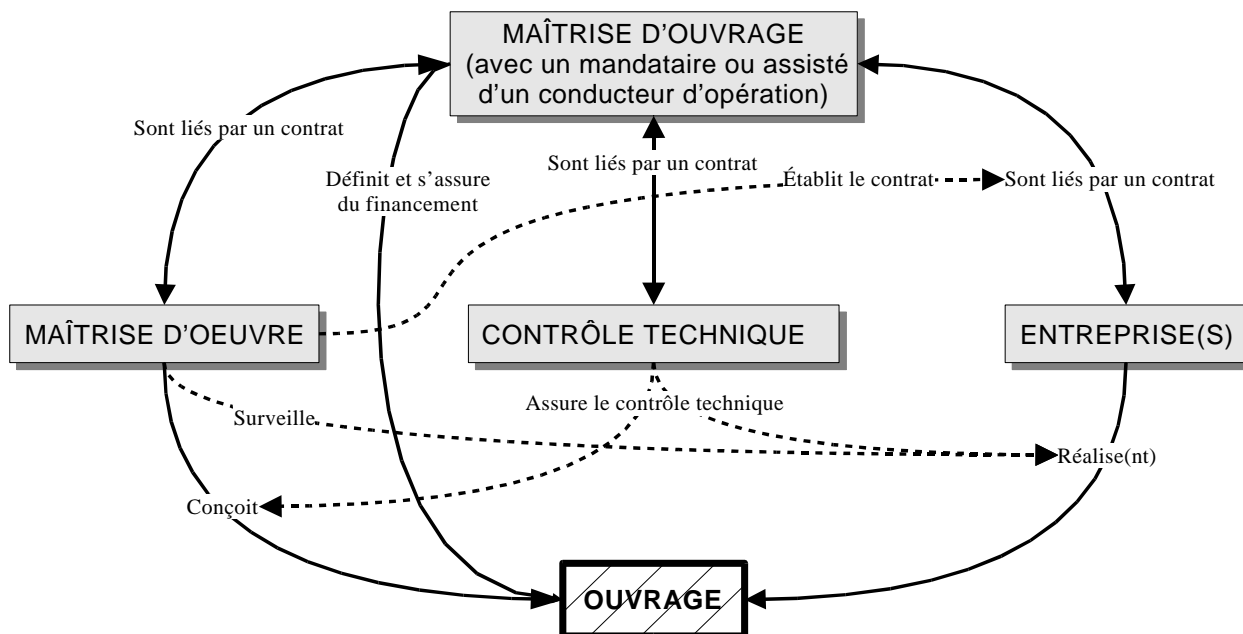 MAÎTRISE D'OUVRAGE
(avec un mandataire ou assisté
d'un conducteur d'opération)
Sont liés par un contrat
Sont liés par un contrat
Définit et s'assure
du financement
Établit le contrat
Sont liés par un contrat
MAÎTRISE D'OEUVRE
CONTRÔLE TECHNIQUE
ENTREPRISE(S)
Assure le contrôle technique
Surveille
Réalise(nt)
Conçoit
OUVRAGE